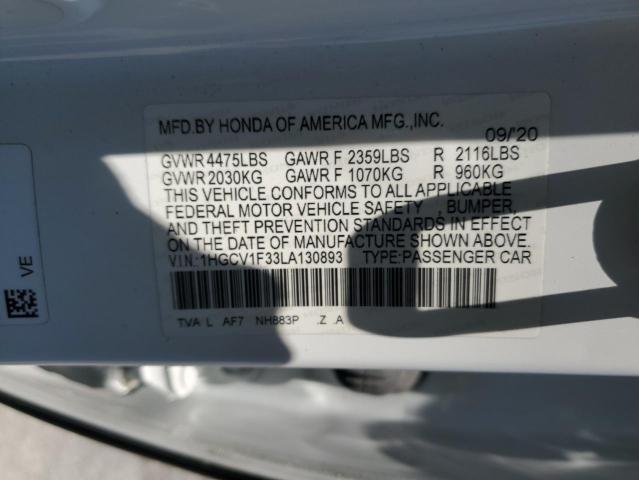 MFD.BY HONDA OF AMERICA MFG.,INC.
09/'20
GVWR 4475LBS GAWR F 2359LBS R 2116LBS
GVWR 2030KG GAWR F 1070KG R 960KG
THIS VEHICLE CONFORMS TO ALL APPLICABLE
FEDERAL MOTOR VEHICLE SAFETY , BUMPER,
AND THEFT PREVENTION STANDARDS IN EFFECT
ON THE DATE OF MANUFACTURE SHOWN ABOVE.
V.I.N.: 1HGCV1F33LA130893 TYPE:PASSENGER CAR
TVA L AF7 NH883P .Z .A
VE